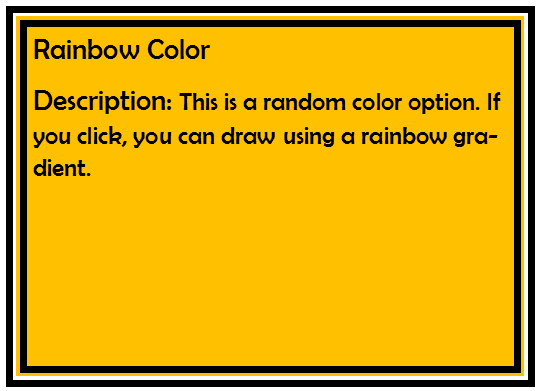 Rainbow Color
Description: This is a random color option. If
you click, you can draw using a rainbow gra-
dient.